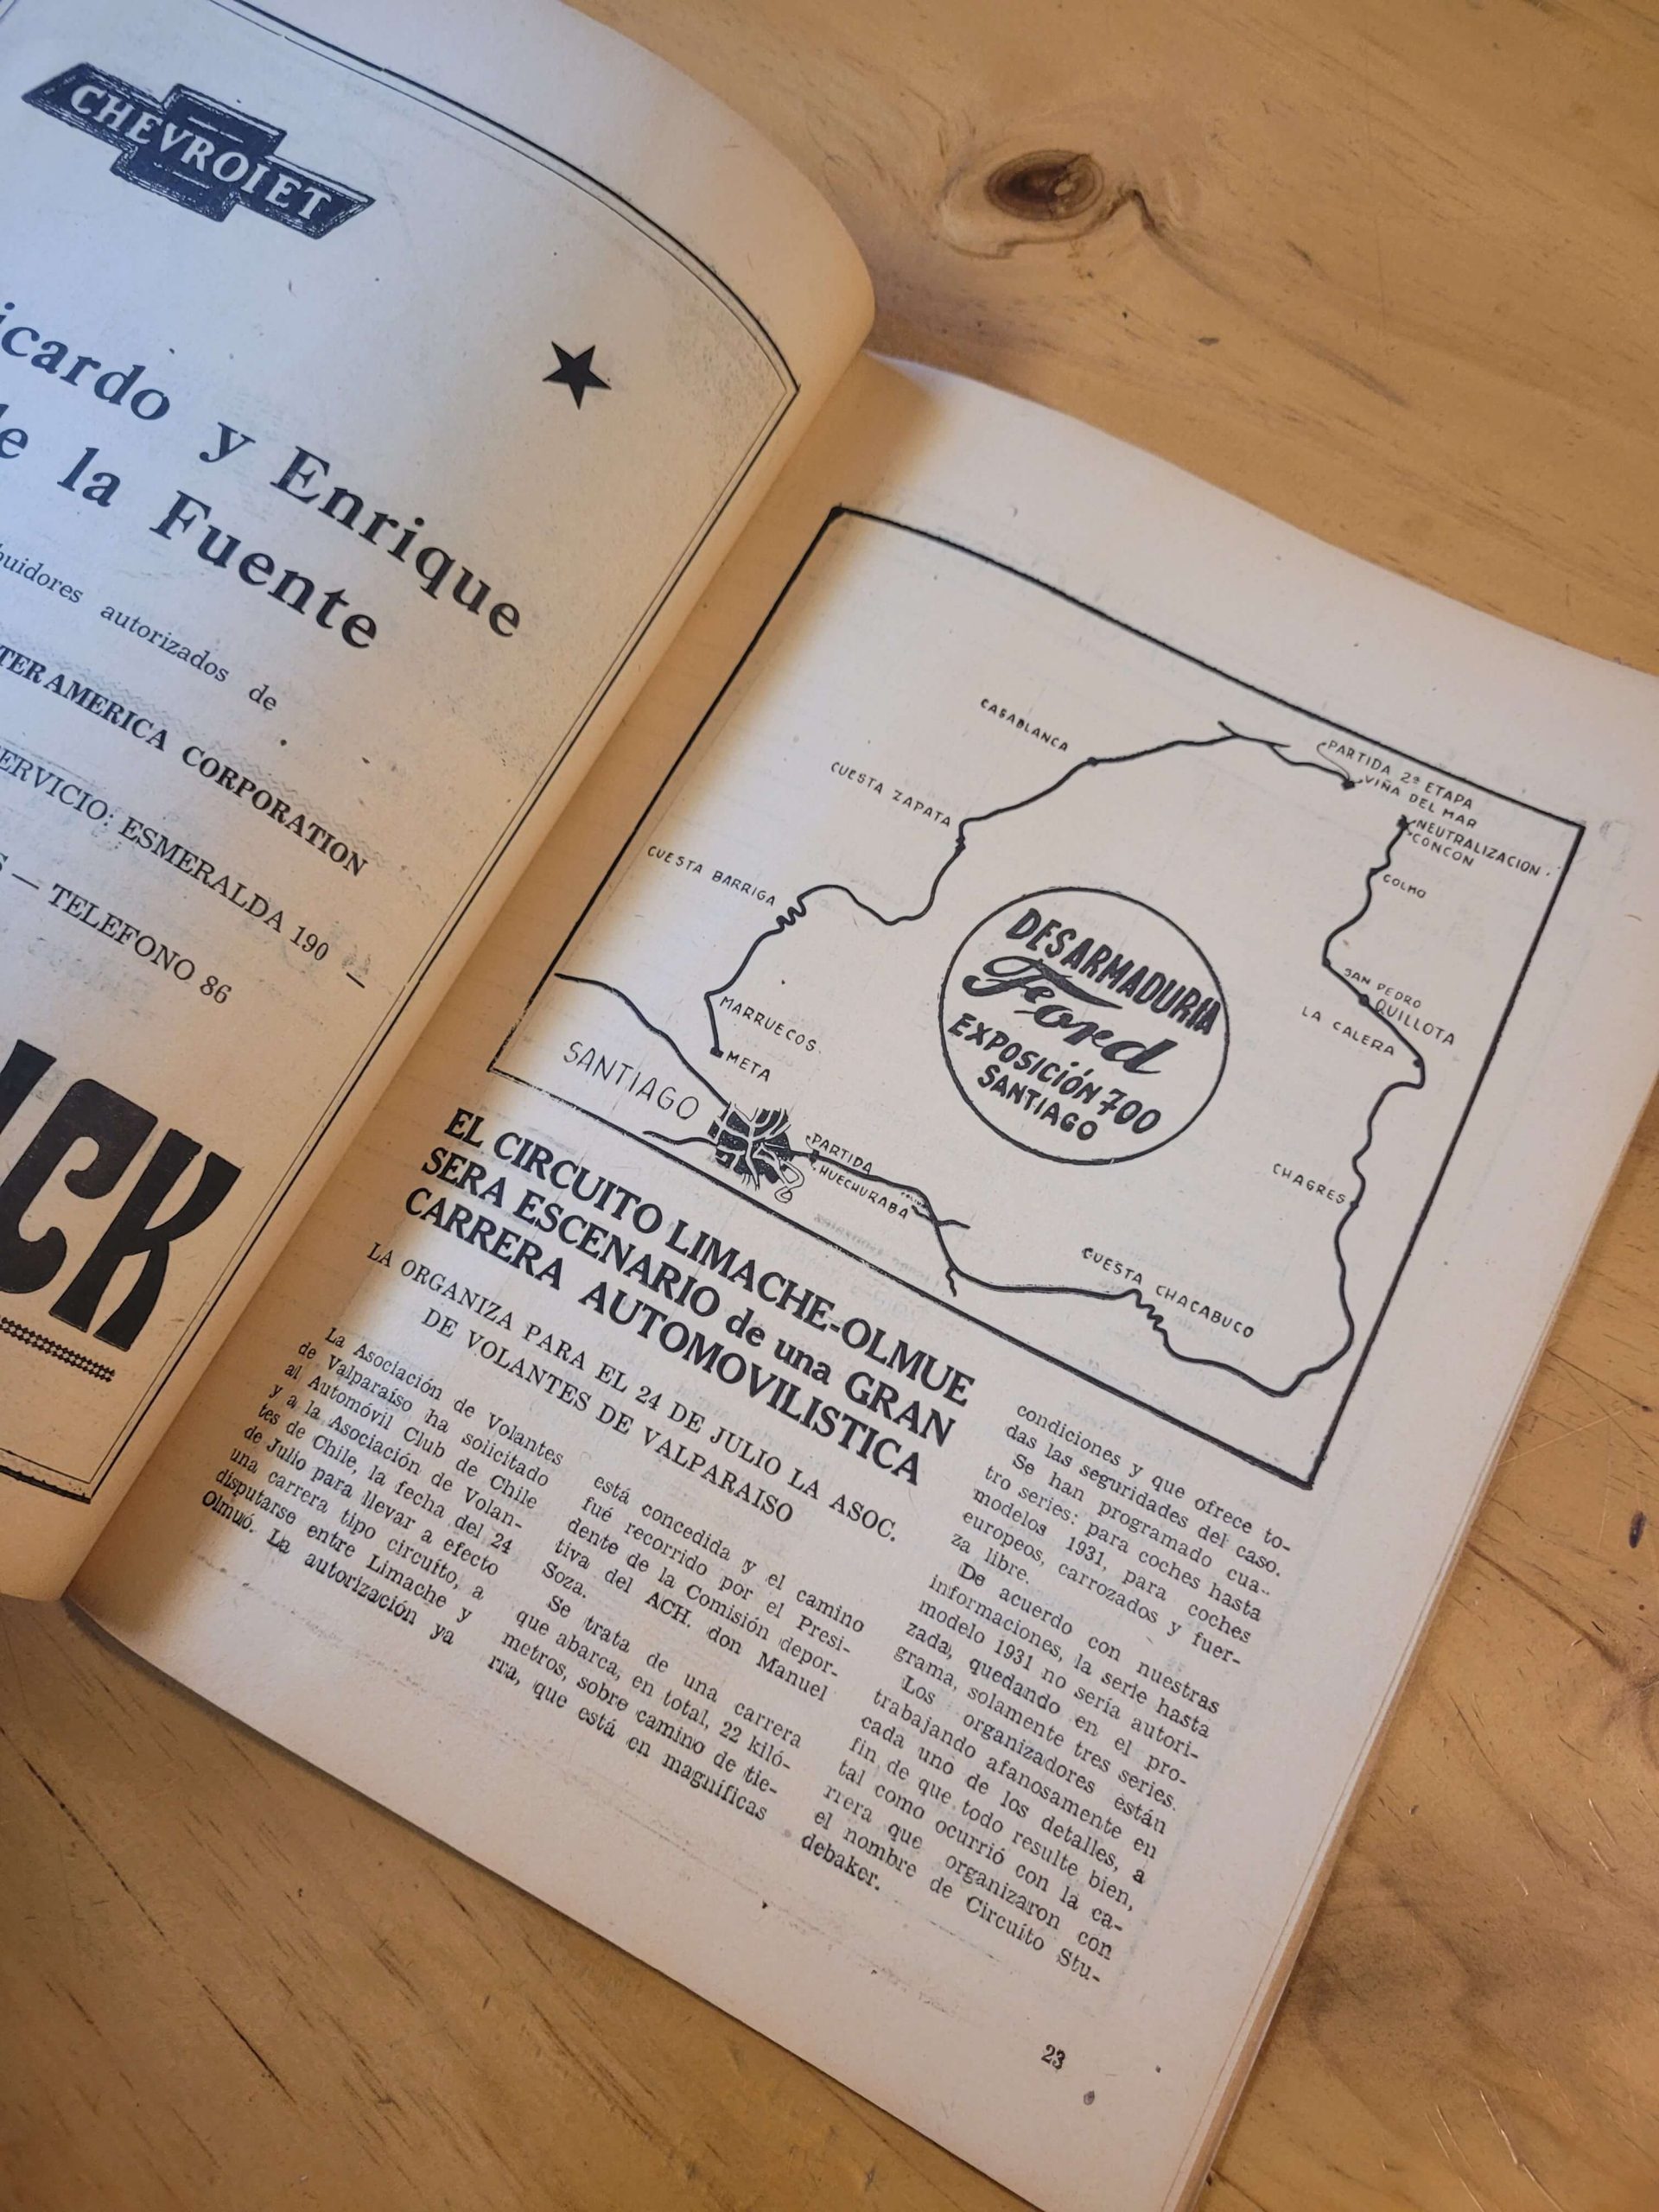 CHEVROLET
icardo y Enrique
de la Fuente
buidores autorizados de
TERAMERICA CORPORATION
ERVICIO: ESMERALDA 190 —
S — TELEFONO 86
ICK
CASABLANCA
CUESTA ZAPATA
CUESTA BARRIGA
MARRUECOS.
META
SANTIAGO
PARTIDA
HUECHURABA
CUESTA CHACABUCO
CHAGRES
LA CALERA
QUILLOTA
SAN PEDRO
COLMO
CONCON
NEUTRALIZACION.
VIÑA DEL MAR
PARTIDA 2ª ETAPA
DESARMADURIA
Ford
EXPOSICIÓN 700
SANTIAGO
EL CIRCUITO LIMACHE-OLMUE
SERA ESCENARIO de una GRAN
CARRERA AUTOMOVILISTICA
LA ORGANIZA PARA EL 24 DE JULIO LA ASOC.
DE VOLANTES DE VALPARAISO
La Asociación de Volantes
de Valparaíso ha solicitado
al Automóvil Club de Chile
y a la Asociación de Volan-
tes de Chile, la fecha del 24
de Julio para llevar a efecto
una carrera tipo circuíto, a
disputarse entre Limache y
Olmué. La autorización ya
está concedida y el camino
fué recorrido por el Presi-
dente de la Comisión depor-
tiva del ACH. don Manuel
Soza.
Se trata de una carrera
que abarca, en total, 22 kiló-
metros, sobre camino de tie-
rra, que está en magníficas
condiciones y que ofrece to-
das las seguridades del caso.
Se han programado cua-
tro series: para coches hasta
modelos 1931, para coches
europeos, carrozados y fuer-
za libre.
De acuerdo con nuestras
informaciones, la serie hasta
modelo 1931 no sería autori-
zada, quedando en el pro-
grama, solamente tres series.
Los organizadores están
trabajando afanosamente en
cada uno de los detalles, a
fin de que todo resulte bien,
tal como ocurrió con la ca-
rrera que organizaron con
el nombre de Circuíto Stu-
debaker.
23